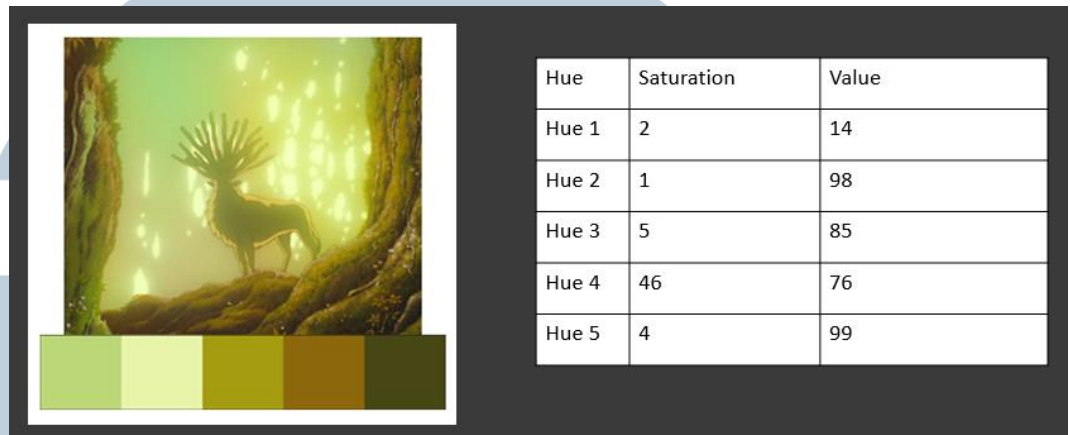 Hue Saturation Value
Hue 1 2 14
Hue 2 1 98
Hue 3 5 85
Hue 4 46 76
Hue 5 4 99